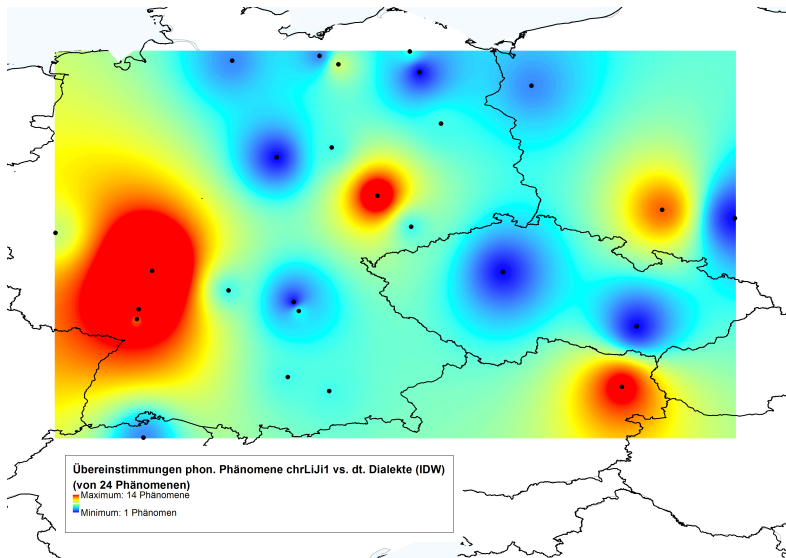 Übereinstimmungen phon. Phänomene chrLiJi1 vs. dt. Dialekte (IDW)
(von 24 Phänomenen)
Maximum: 14 Phänomene
Minimum: 1 Phänomen